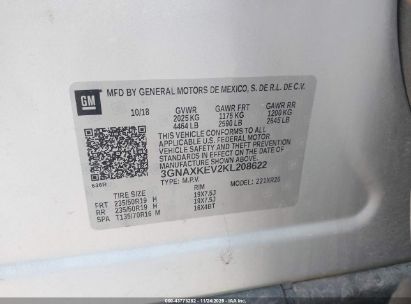 GM
MFD BY GENERAL MOTORS DE MEXICO, S. DE R.L. DE C.V.
10/18 GVWR GAWR FRT GAWR RR
2025 KG 1175 KG 1200 KG
4464 LB 2590 LB 2645 LB
THIS VEHICLE CONFORMS TO ALL
APPLICABLE U.S. FEDERAL MOTOR
VEHICLE SAFETY AND THEFT PREVENTION
STANDARDS IN EFFECT ON THE DATE OF
MANUFACTURE SHOWN ABOVE.
3GNAXKEV2KL208622
TYPE: M.P.V. MODEL:
TIRE SIZE RIM
FRT 235/50R19 H 19X7.5J
RR 235/50R19 H 19X7.5J
SPA T135/70R16 M 16X4BT